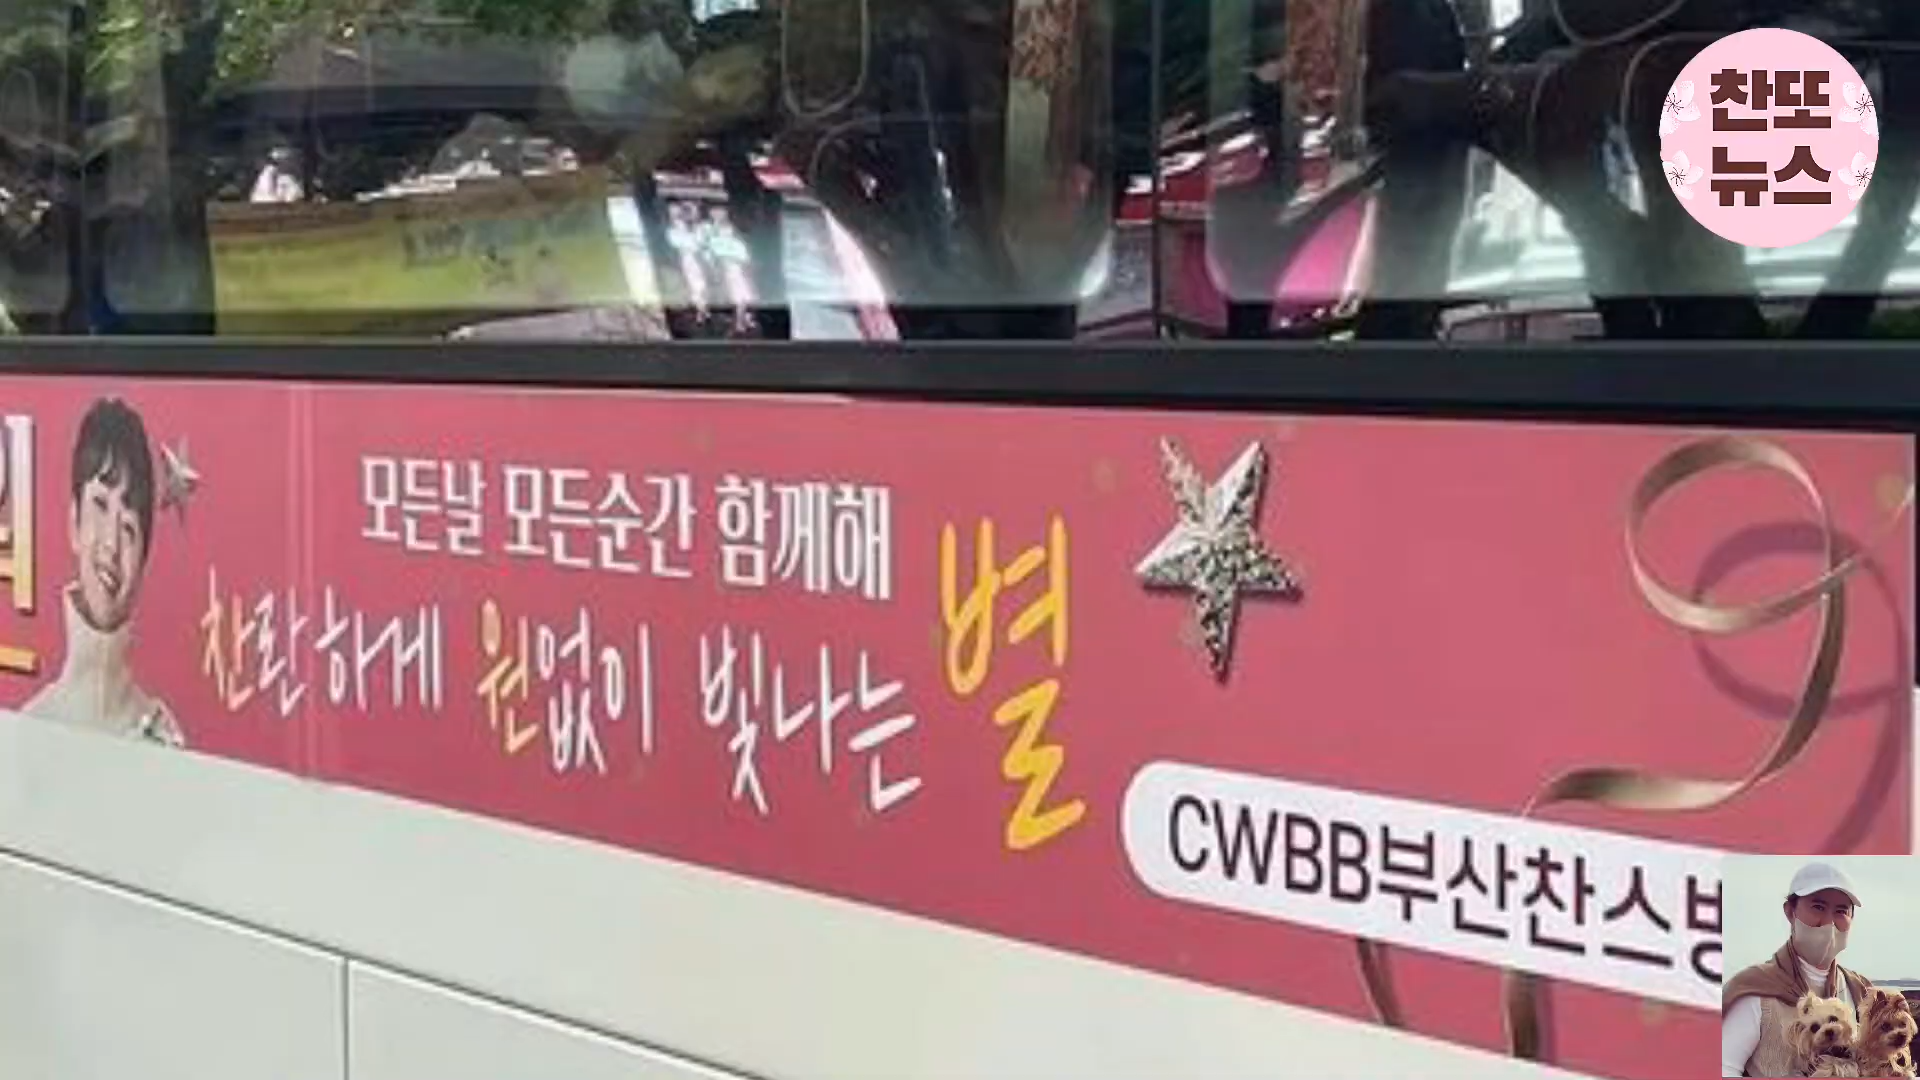 찬또
뉴스
모든날 모든순간 함께해
찬란하게 원없이 빛나는 별
CWBB부산찬스